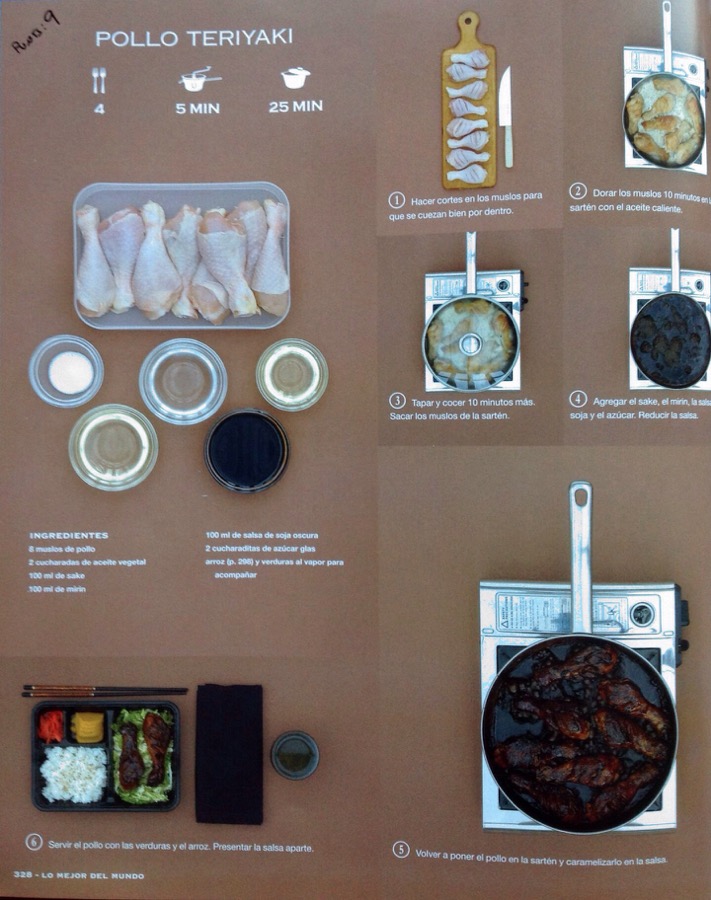 POLLO TERIYAKI
4
5 MIN
25 MIN
INGREDIENTES
8 muslos de pollo
2 cucharadas de aceite vegetal
100 ml de sake
100 ml de mirin
100 ml de salsa de soja oscura
2 cucharaditas de azúcar glas
arroz (p. 298) y verduras al vapor para
acompañar
1 Hacer cortes en los muslos para
que se cuezan bien por dentro.
2 Dorar los muslos 10 minutos en
sartén con el aceite caliente.
3 Tapar y cocer 10 minutos más.
Sacar los muslos de la sartén.
4 Agregar el sake, el mirin, la salsa
soja y el azúcar. Reducir la salsa.
5 Volver a poner el pollo en la sartén y caramelizarlo en la salsa.
6 Servir el pollo con las verduras y el arroz. Presentar la salsa aparte.
328 - LO MEJOR DEL MUNDO